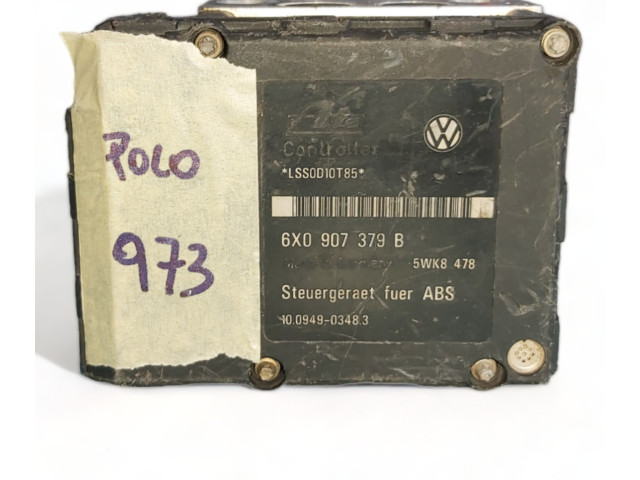 POLO
973
Controller
*LSS0D10T85*
6X0 907 379 B
5WK8 478
Steuergeraet fuer ABS
10.0949-0348.3